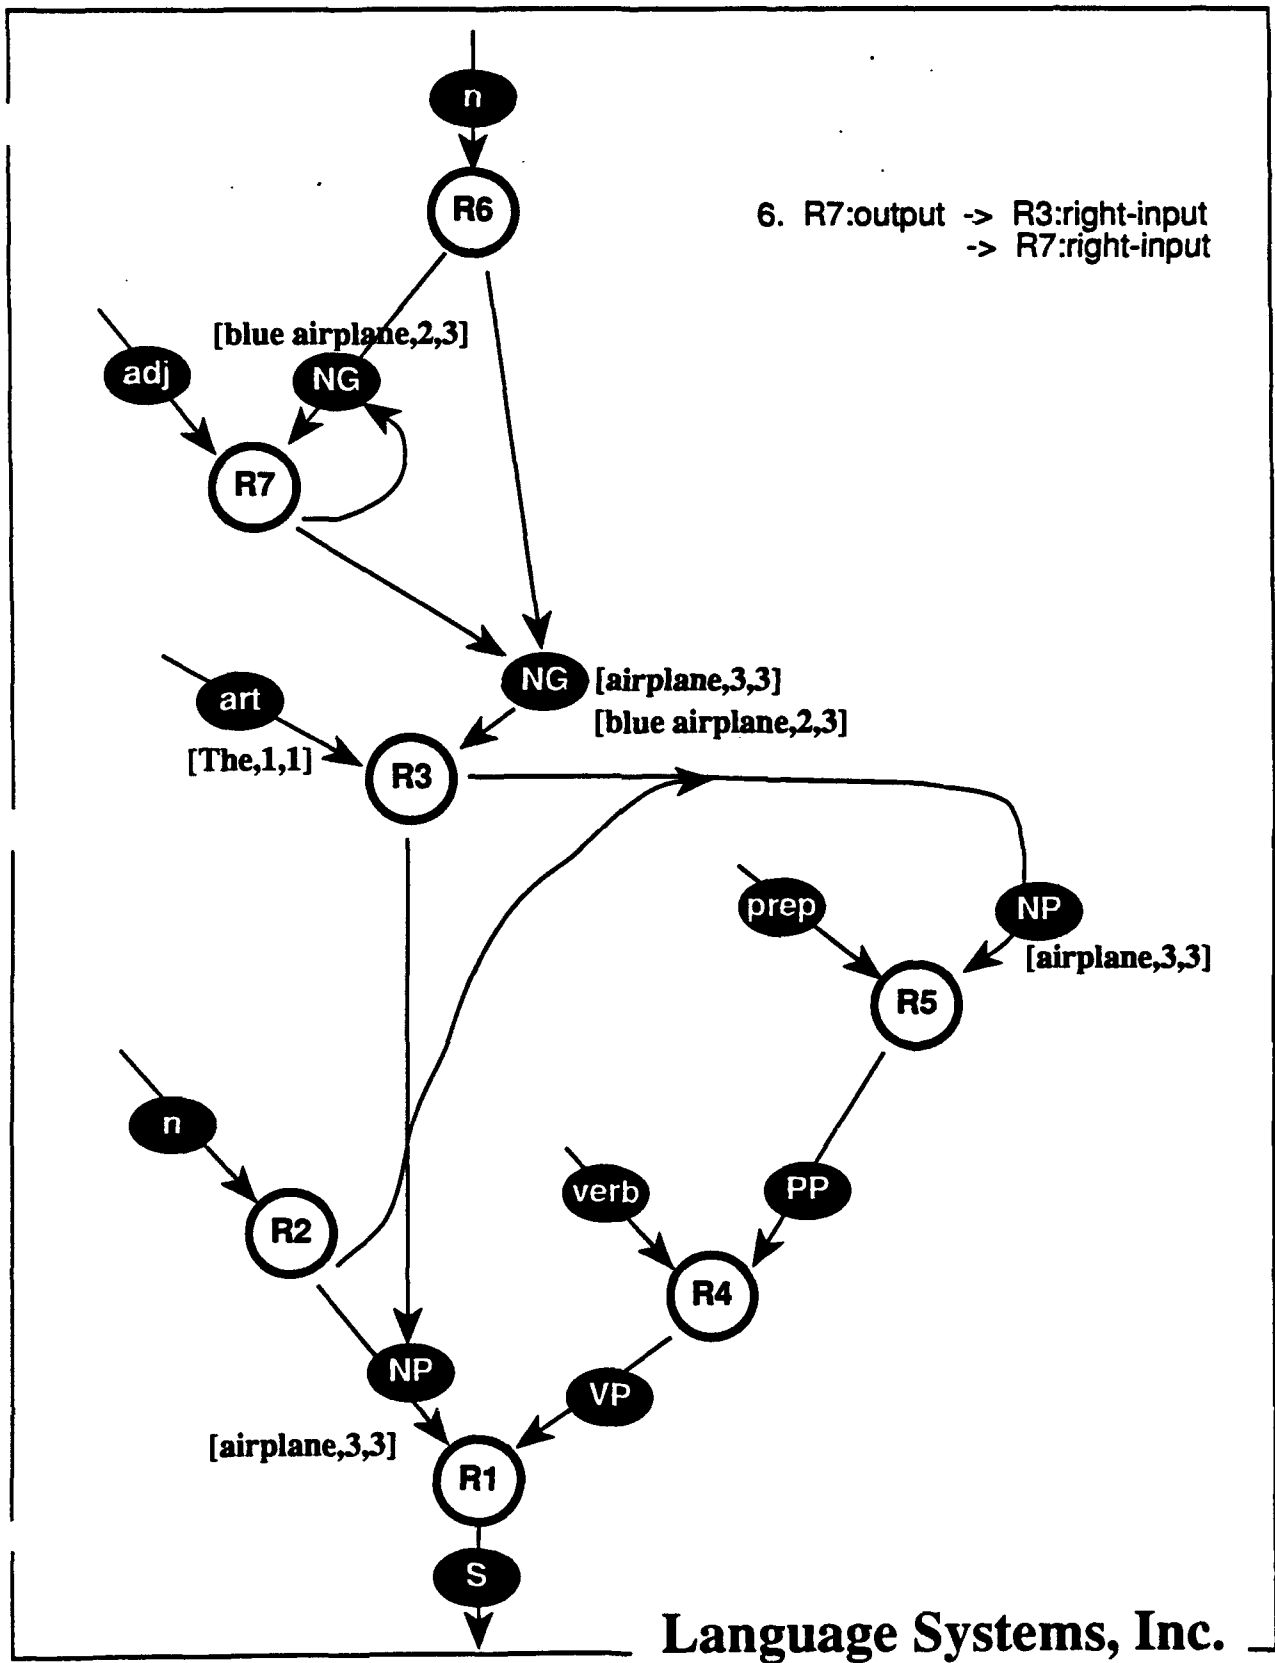 n
R6
6. R7:output -> R3:right-input
-> R7:right-input
[blue airplane,2,3]
adj
NG
R7
NG
[airplane,3,3]
art
[blue airplane,2,3]
[The,1,1]
R3
prep
NP
[airplane,3,3]
R5
n
verb
PP
R2
R4
NP
VP
[airplane,3,3]
R1
S
Language Systems, Inc.